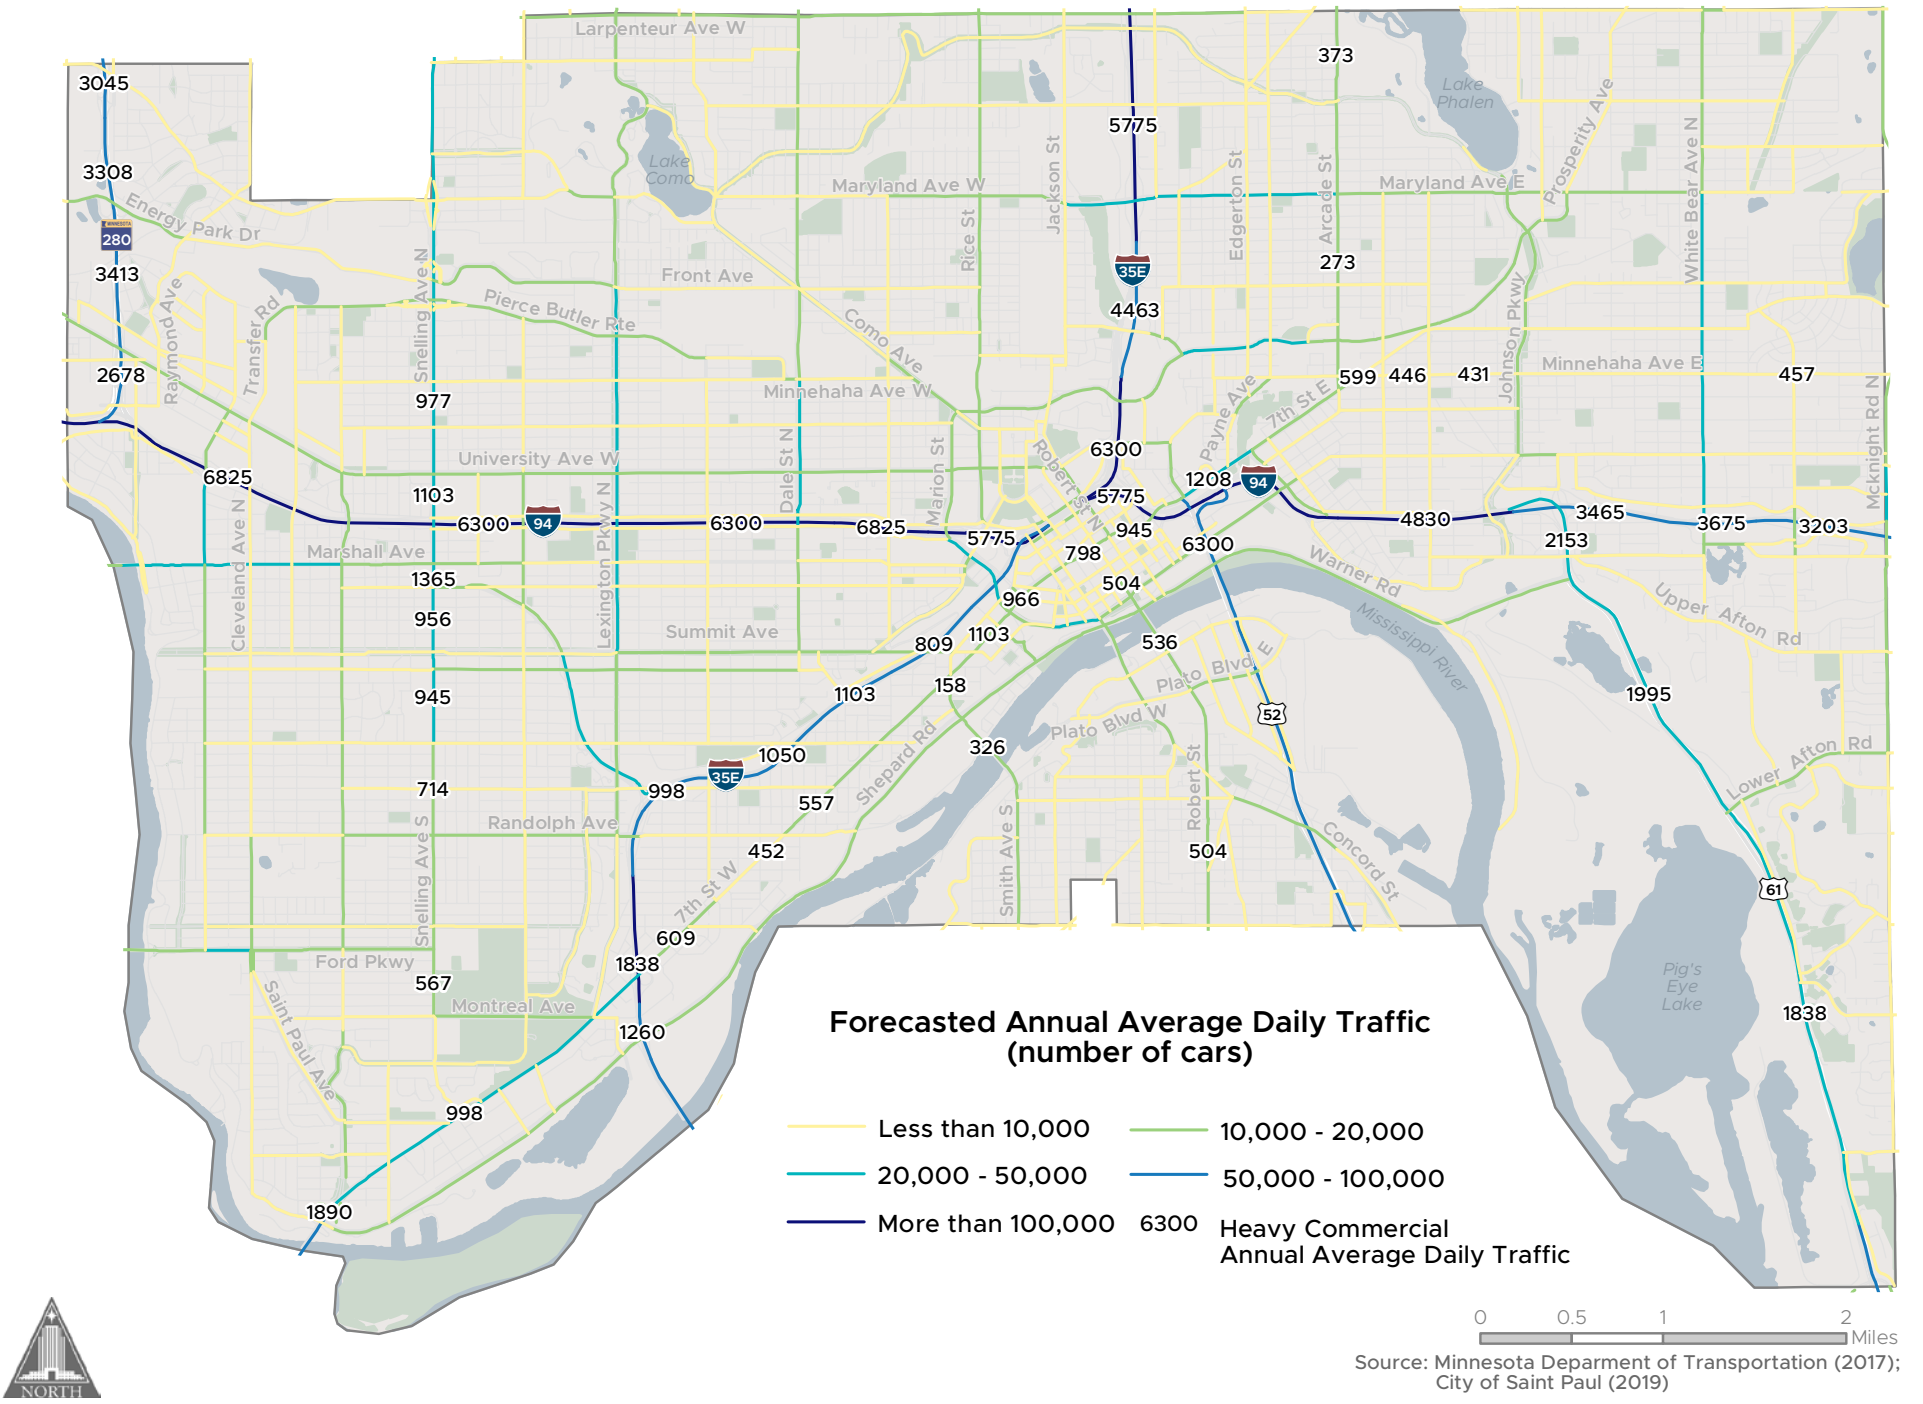 Larpenteur Ave W
373
3045
Lake
Phalen
5775
Prosperity Ave
Jackson St
White Bear Ave N
Lake
Como
3308
Edgerton St
Arcade St
Maryland Ave W
Maryland Ave E
Energy Park Dr
MINNESOTA
280
Rice St
3413
Raymond Ave
Transfer Rd
Snelling Ave N
Front Ave
35E
273
Pierce Butler Rte
4463
Como Ave
Johnson Pkwy
Minnehaha Ave E
2678
599
446
431
457
977
Minnehaha Ave W
Payne Ave
7th St E
Mcknight Rd N
University Ave W
Dale St N
Marion St
Robert St N
6300
6825
1208
94
1103
5775
Cleveland Ave N
Lexington Pkwy N
6300
94
6300
6825
5775
945
4830
3465
3675
3203
Marshall Ave
798
6300
2153
Warner Rd
1365
504
966
Upper Afton Rd
956
Summit Ave
809
1103
536
Mississippi River
Plato Blvd E
945
1103
158
1995
52
Plato Blvd W
326
Shepard Rd
1050
Lower Afton Rd
35E
714
998
557
Robert St
Randolph Ave
Snelling Ave S
Smith Ave S
Concord St
452
504
7th St W
61
609
Ford Pkwy
1838
567
Pig's
Eye
Lake
Saint Paul Ave
Montreal Ave
1838
1260
Forecasted Annual Average Daily Traffic
(number of cars)
998
Less than 10,000
10,000 - 20,000
20,000 - 50,000
50,000 - 100,000
1890
More than 100,000
6300
Heavy Commercial
Annual Average Daily Traffic
0
0.5
1
2
Miles
Source: Minnesota Deparment of Transportation (2017);
City of Saint Paul (2019)
NORTH